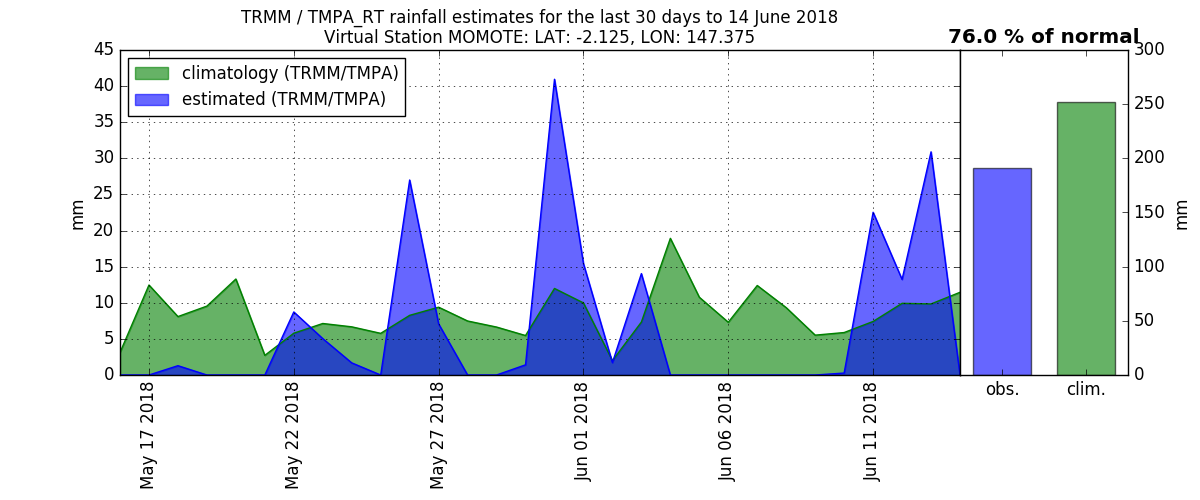 TRMM / TMPA_RT rainfall estimates for the last 30 days to 14 June 2018
Virtual Station MOMOTE: LAT: -2.125, LON: 147.375
76.0 % of normal
climatology (TRMM/TMPA)
estimated (TRMM/TMPA)
45
40
35
30
25
20
15
10
5
0
mm
May 17 2018
May 22 2018
May 27 2018
Jun 01 2018
Jun 06 2018
Jun 11 2018
obs.
clim.
300
250
200
150
100
50
0
mm